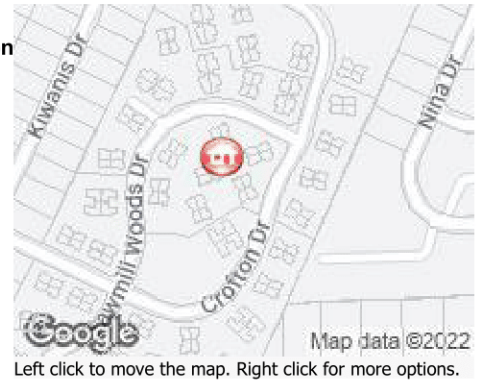 n
Kiwanis Dr
Nina Dr
awmill Woods Dr
Crofton Dr
Google
Map data ©2022
Left click to move the map. Right click for more options.